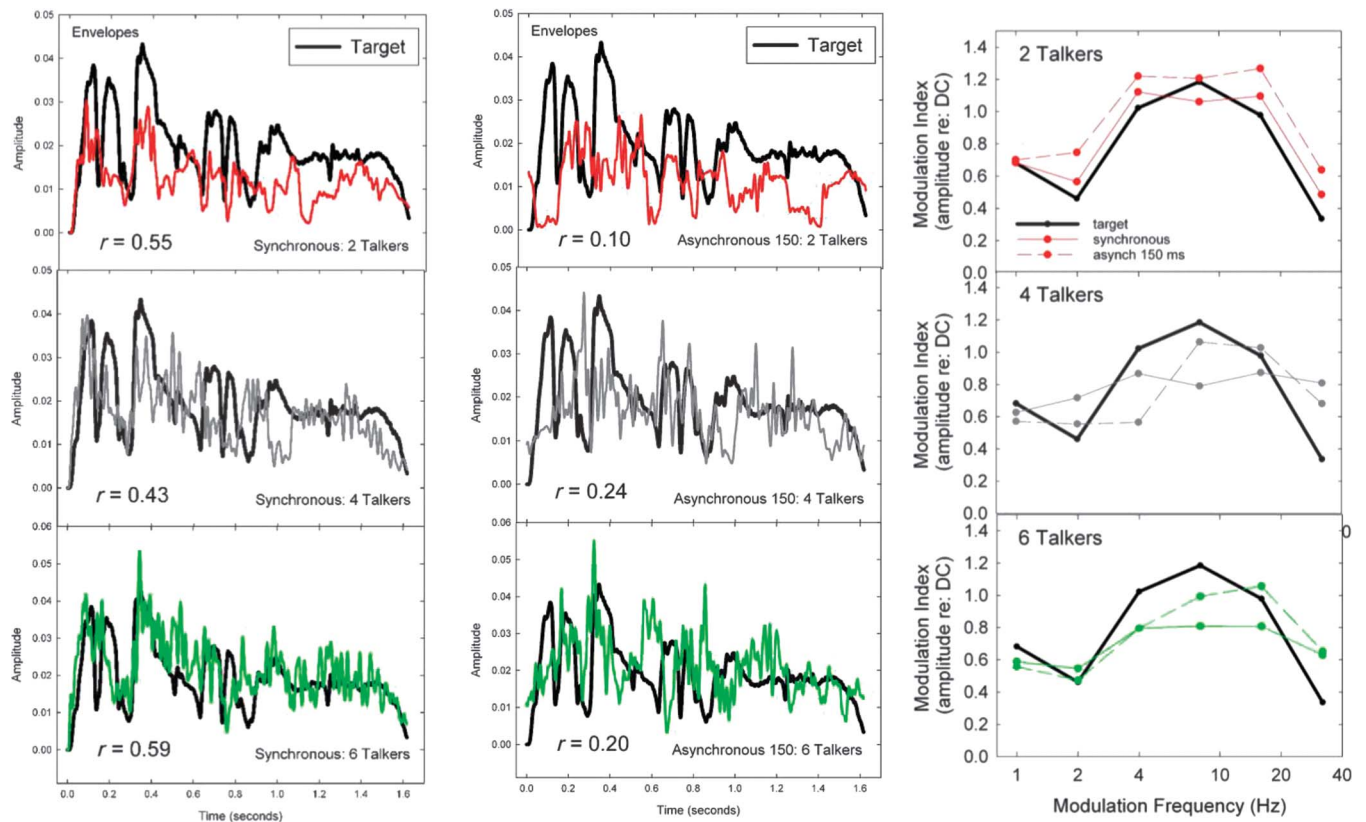 Envelopes
Target
0.05
0.04
0.03
0.02
0.01
0.00
Amplitude
r = 0.55
Synchronous: 2 Talkers
0.05
0.04
0.03
0.02
0.01
0.00
Amplitude
r = 0.43
Synchronous: 4 Talkers
0.06
0.05
0.04
0.03
0.02
0.01
0.00
Amplitude
r = 0.59
Synchronous: 6 Talkers
0.0 0.2 0.4 0.6 0.8 1.0 1.2 1.4 1.6
Time (seconds)
Envelopes
Target
0.05
0.04
0.03
0.02
0.01
0.00
Amplitude
r = 0.10
Asynchronous 150: 2 Talkers
0.05
0.04
0.03
0.02
0.01
0.00
Amplitude
r = 0.24
Asynchronous 150: 4 Talkers
0.06
0.05
0.04
0.03
0.02
0.01
0.00
Amplitude
r = 0.20
Asynchronous 150: 6 Talkers
0.0 0.2 0.4 0.6 0.8 1.0 1.2 1.4 1.6
Time (seconds)
2 Talkers
1.4
1.2
1.0
0.8
0.6
0.4
0.2
0.0
Modulation Index
(amplitude re: DC)
target
synchronous
asynch 150 ms
4 Talkers
1.4
1.2
1.0
0.8
0.6
0.4
0.2
0.0
Modulation Index
(amplitude re: DC)
6 Talkers
1.4
1.2
1.0
0.8
0.6
0.4
0.2
0.0
0
Modulation Index
(amplitude re: DC)
1 2 4 10 20 40
Modulation Frequency (Hz)